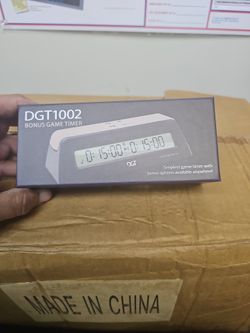 DGT1002
BONUS GAME TIMER
0:15:00 0:15:00
DGT
Simplest game timer with
bonus options available anywhere!
MADE IN CHINA